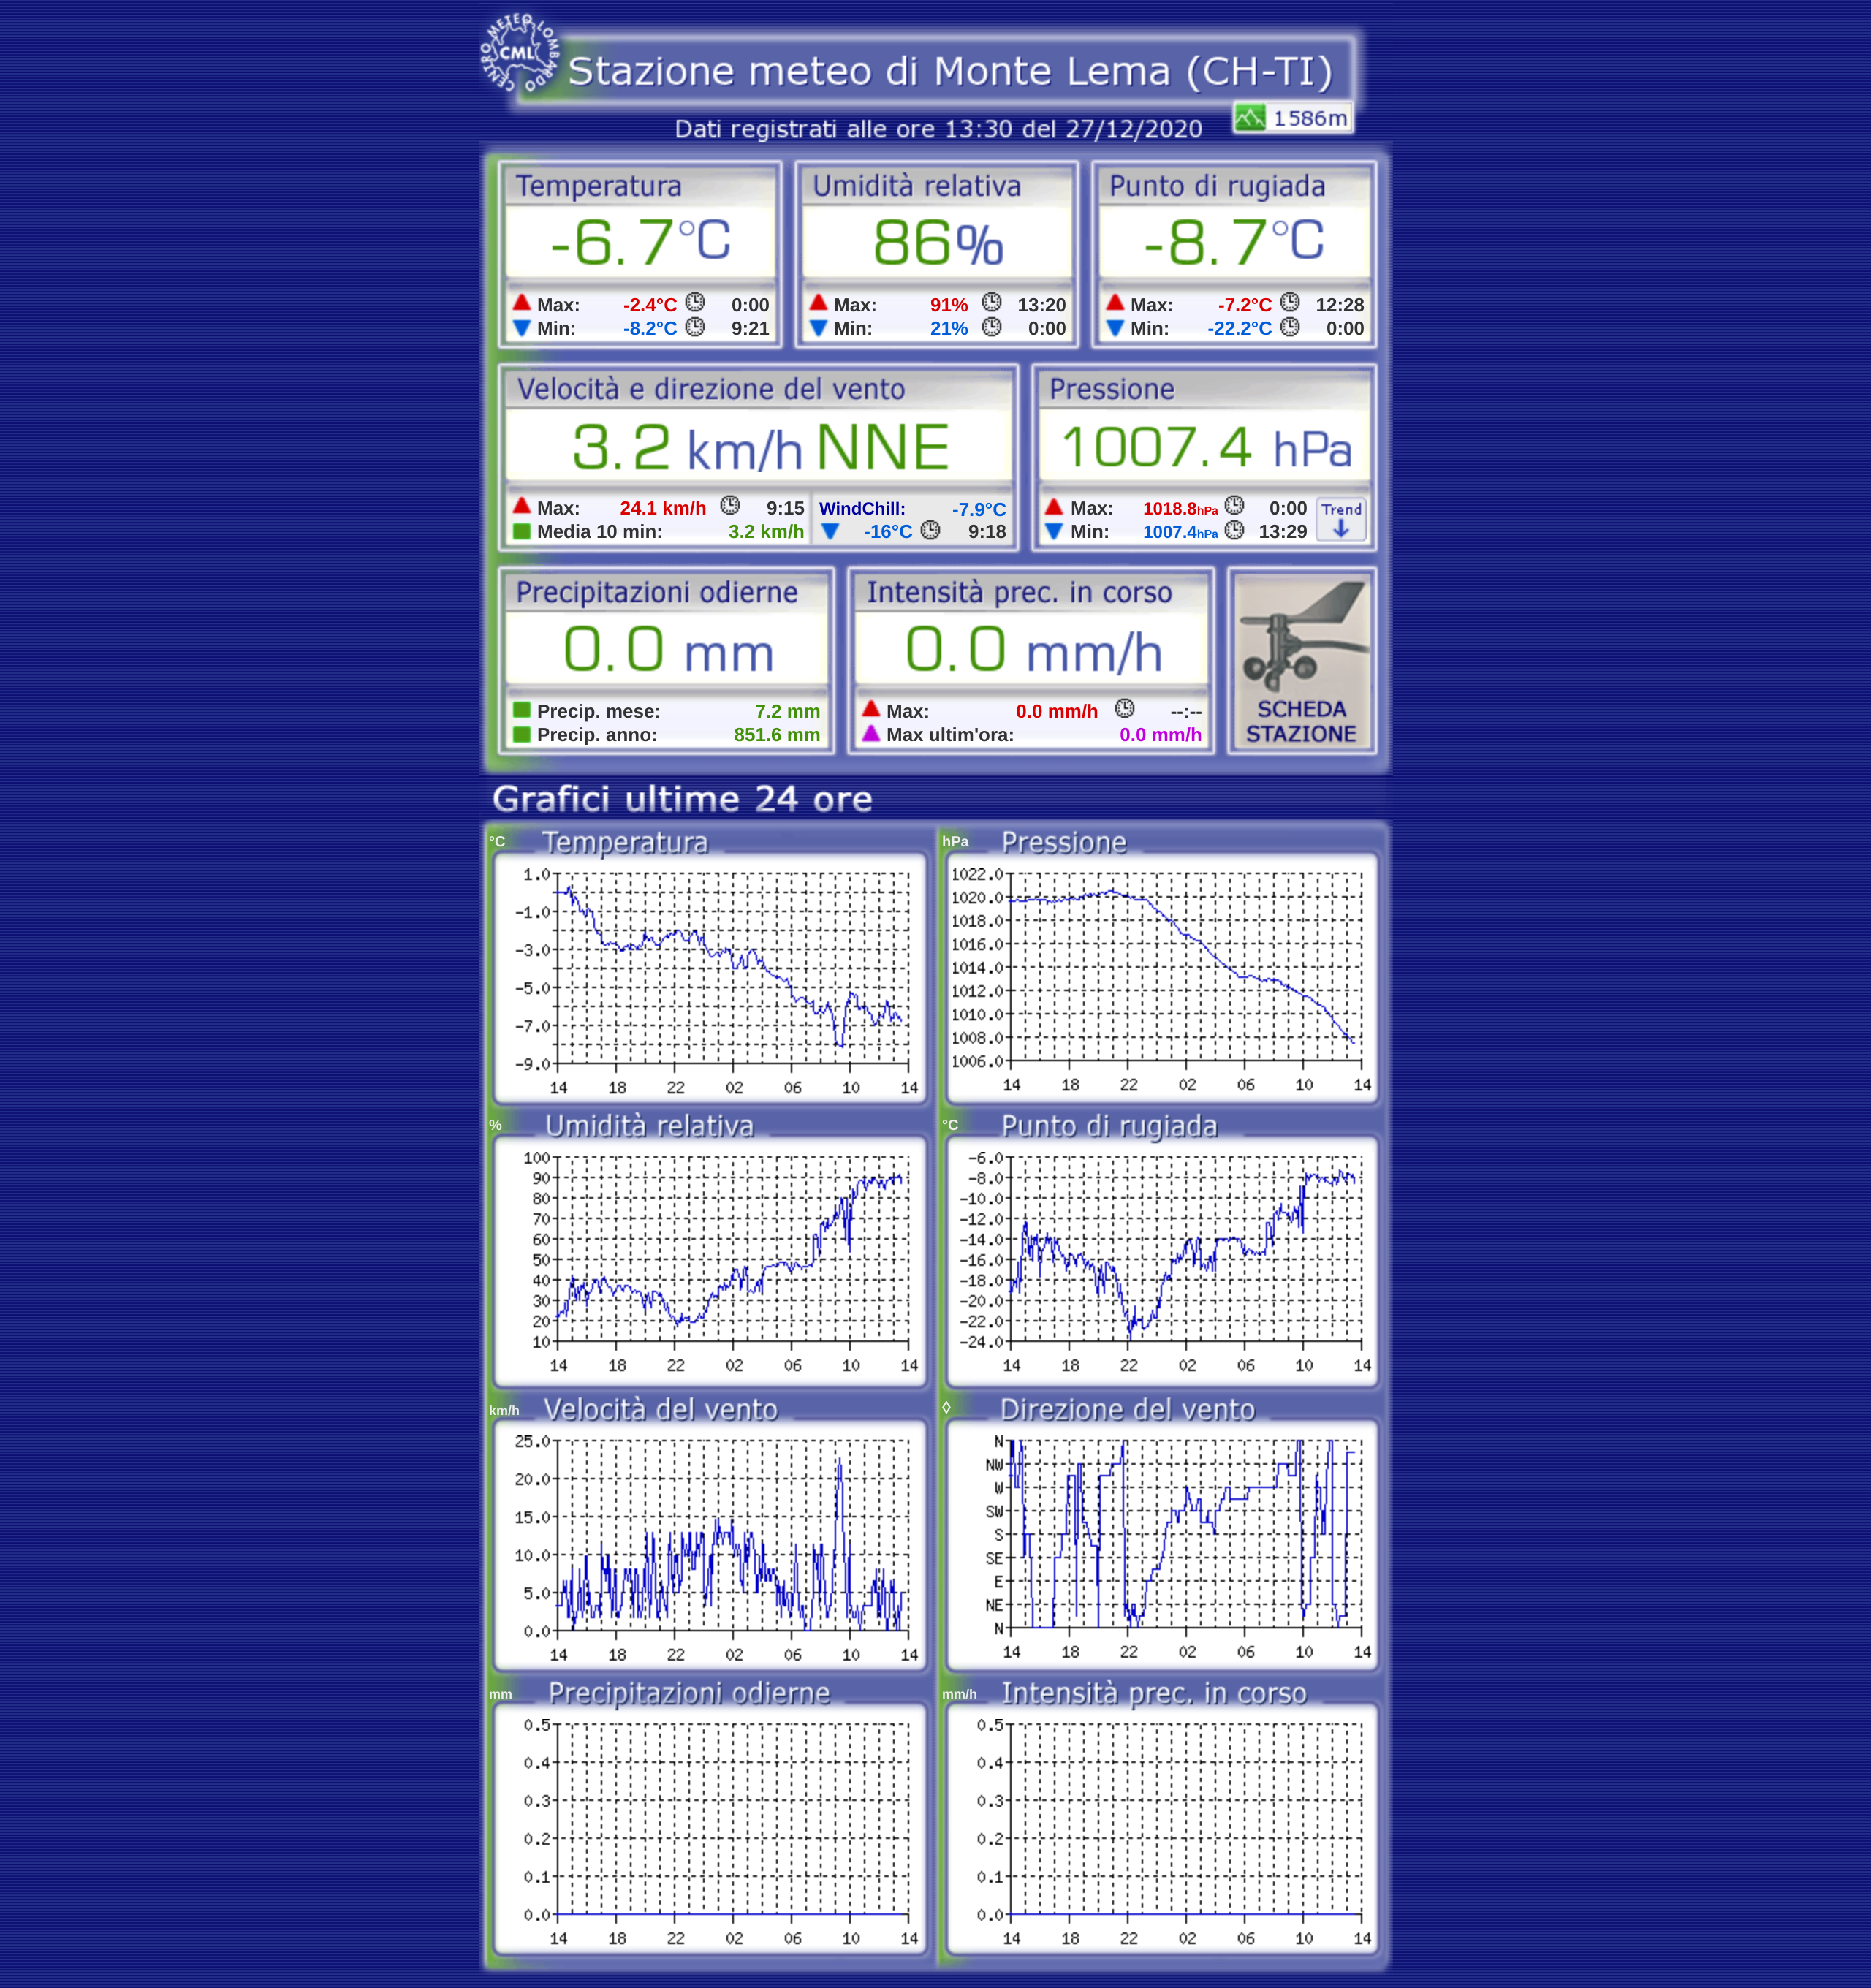 CENTRO METEO LOMBARDO
CML
Stazione meteo di Monte Lema (CH-TI)
1586m
Dati registrati alle ore 13:30 del 27/12/2020
Temperatura Umidità relativa Punto di rugiada
-6.7°C 86% -8.7°C
Max: -2.4°C 0:00 Max: 91% 13:20 Max: -7.2°C 12:28
Min: -8.2°C 9:21 Min: 21% 0:00 Min: -22.2°C 0:00
Velocità e direzione del vento Pressione
3.2 km/h NNE 1007.4 hPa
Max: 24.1 km/h 9:15 WindChill: -7.9°C Max: 1018.8hPa 0:00 Trend
Media 10 min: 3.2 km/h -16°C 9:18 Min: 1007.4hPa 13:29
Precipitazioni odierne Intensità prec. in corso
0.0 mm 0.0 mm/h
Precip. mese: 7.2 mm Max: 0.0 mm/h --:-- SCHEDA
Precip. anno: 851.6 mm Max ultim'ora: 0.0 mm/h STAZIONE
Grafici ultime 24 ore
°C Temperatura
1.0
-1.0
-3.0
-5.0
-7.0
-9.0
14 18 22 02 06 10 14
hPa Pressione
1022.0
1020.0
1018.0
1016.0
1014.0
1012.0
1010.0
1008.0
1006.0
14 18 22 02 06 10 14
% Umidità relativa
100
90
80
70
60
50
40
30
20
10
14 18 22 02 06 10 14
°C Punto di rugiada
-6.0
-8.0
-10.0
-12.0
-14.0
-16.0
-18.0
-20.0
-22.0
-24.0
14 18 22 02 06 10 14
km/h Velocità del vento
25.0
20.0
15.0
10.0
5.0
0.0
14 18 22 02 06 10 14
◊ Direzione del vento
N
NW
W
SW
S
SE
E
NE
N
14 18 22 02 06 10 14
mm Precipitazioni odierne
0.5
0.4
0.3
0.2
0.1
0.0
14 18 22 02 06 10 14
mm/h Intensità prec. in corso
0.5
0.4
0.3
0.2
0.1
0.0
14 18 22 02 06 10 14